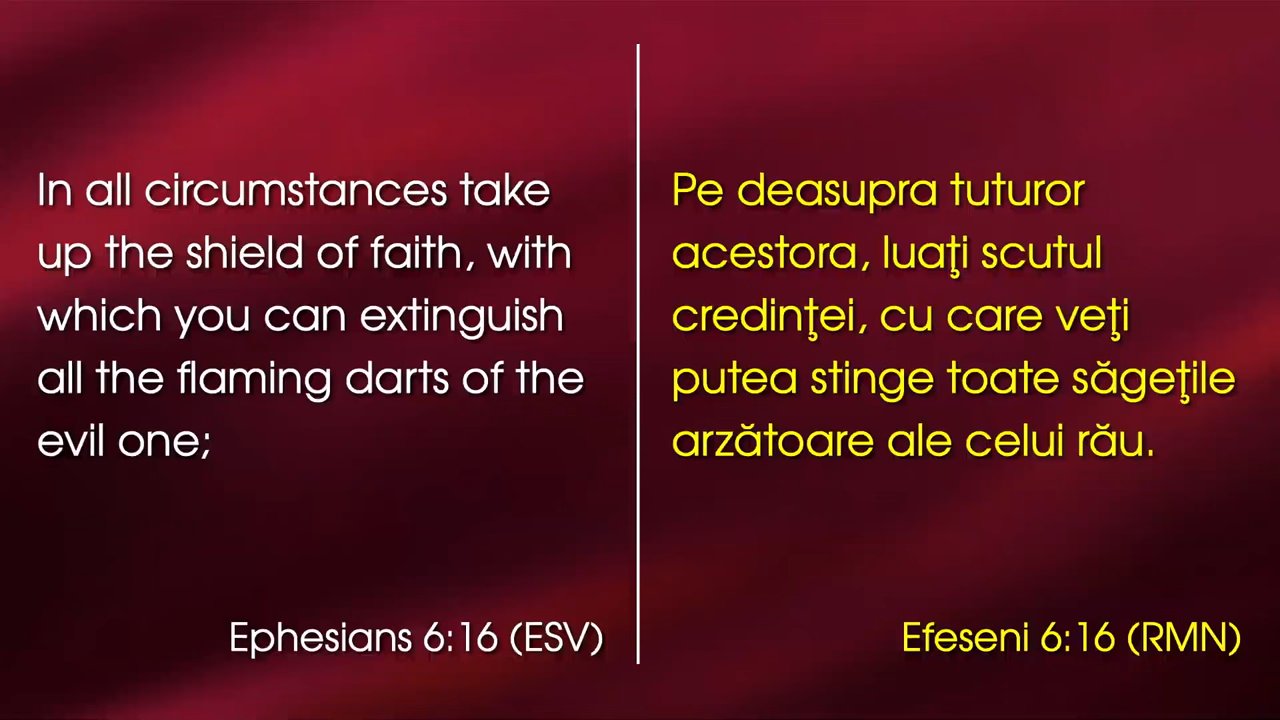 In all circumstances take
up the shield of faith, with
which you can extinguish
all the flaming darts of the
evil one;
Ephesians 6:16 (ESV)
Pe deasupra tuturor
acestora, luaţi scutul
credinţei, cu care veţi
putea stinge toate săgeţile
arzătoare ale celui rău.
Efeseni 6:16 (RMN)